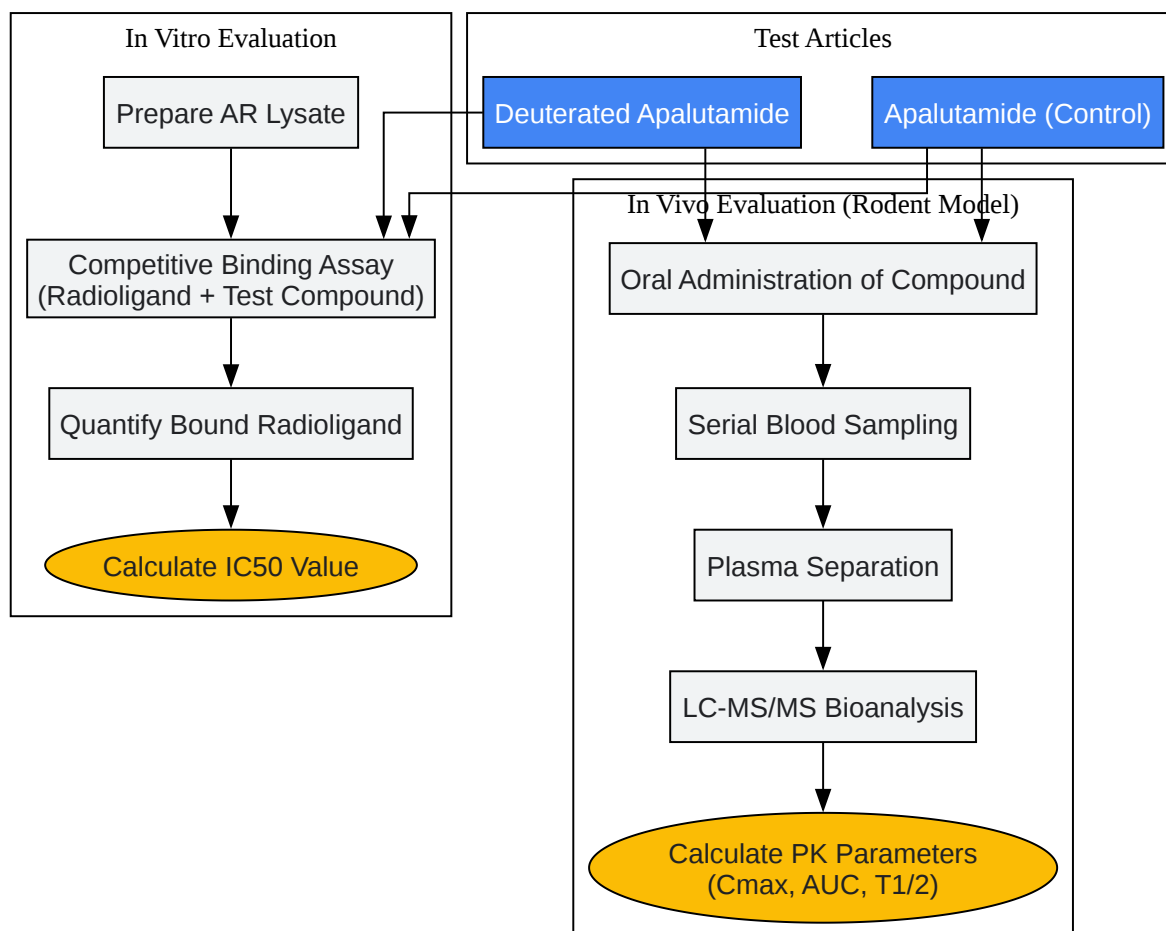 In Vitro Evaluation
Prepare AR Lysate
Competitive Binding Assay
(Radioligand + Test Compound)
Quantify Bound Radioligand
Calculate IC50 Value
Test Articles
Deuterated Apalutamide
Apalutamide (Control)
In Vivo Evaluation (Rodent Model)
Oral Administration of Compound
Serial Blood Sampling
Plasma Separation
LC-MS/MS Bioanalysis
Calculate PK Parameters
(Cmax, AUC, T1/2)